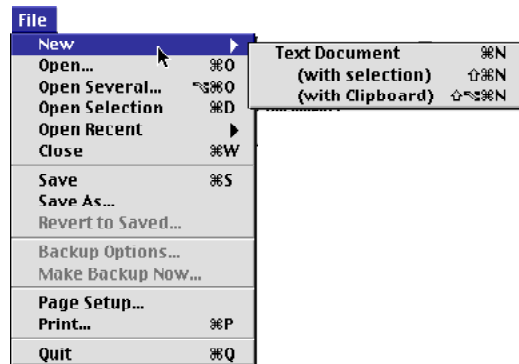 File
New
Open... ⌘O
Open Several... ⌥⌘O
Open Selection ⌘D
Open Recent
Close ⌘W
Save ⌘S
Save As...
Revert to Saved...
Backup Options...
Make Backup Now...
Page Setup...
Print... ⌘P
Quit ⌘Q
Text Document ⌘N
(with selection) ⇧⌘N
(with Clipboard) ⇧⌥⌘N